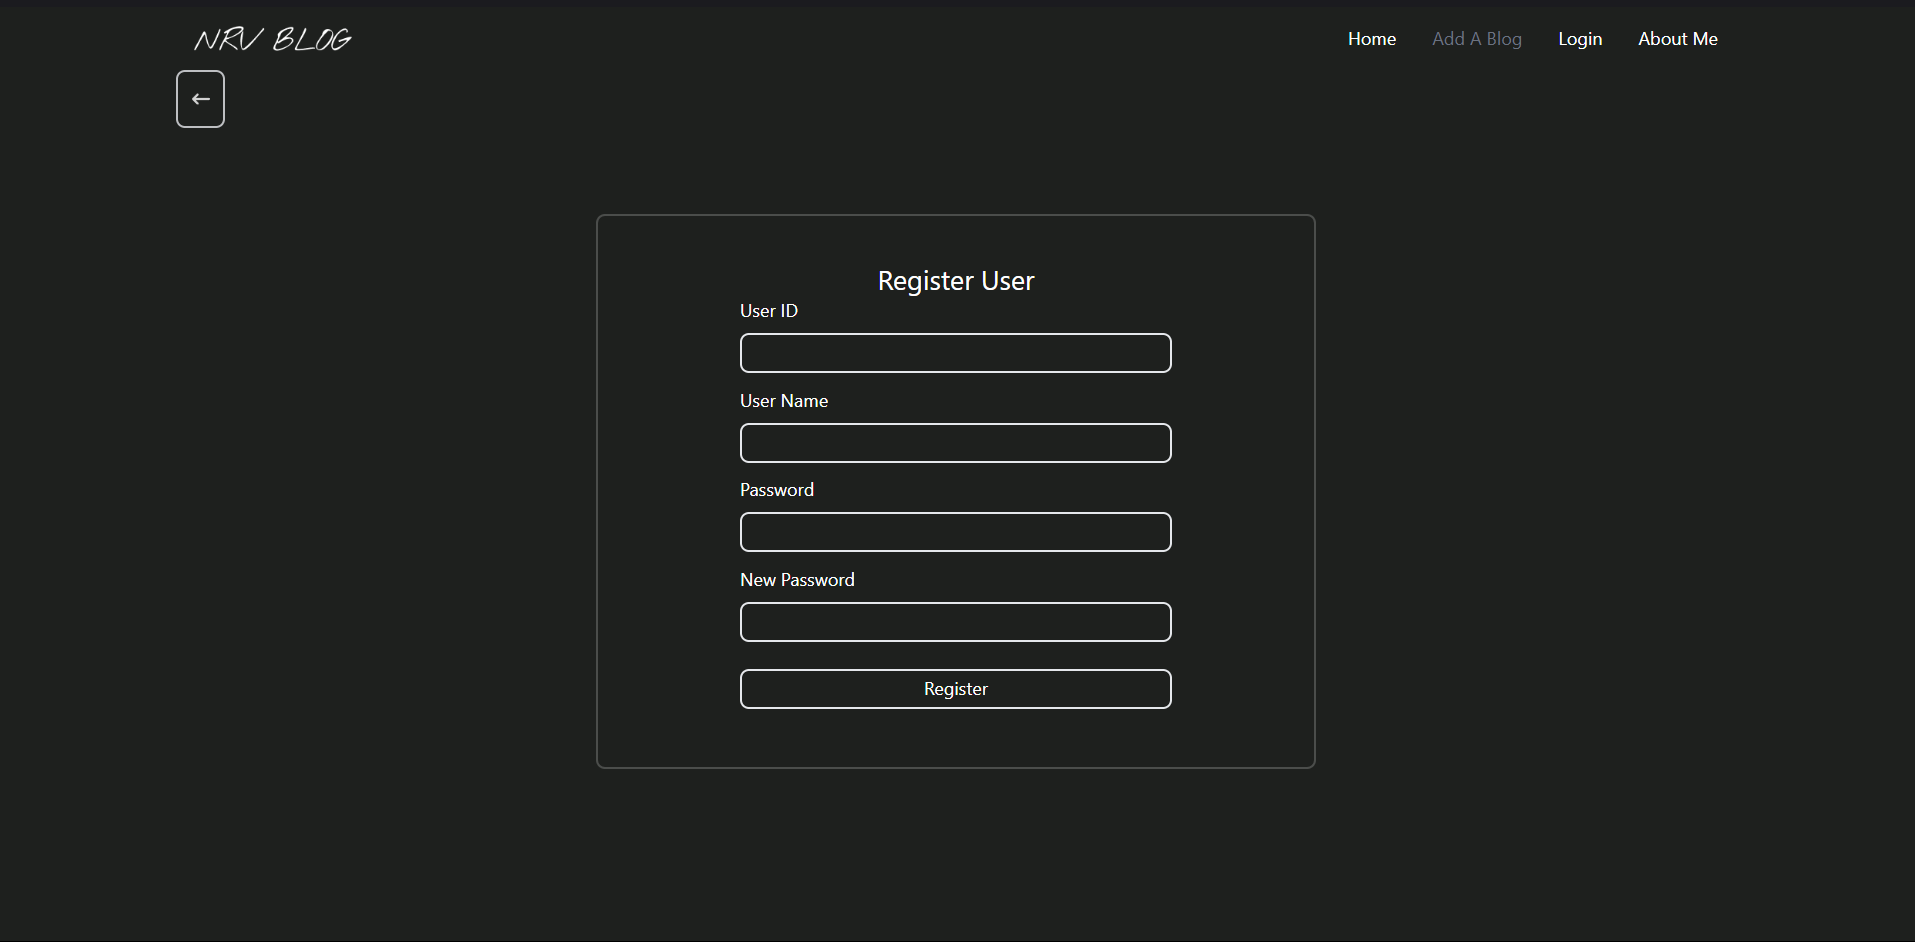 NRV BLOG
Home Add A Blog Login About Me
Register User
User ID
User Name
Password
New Password
Register